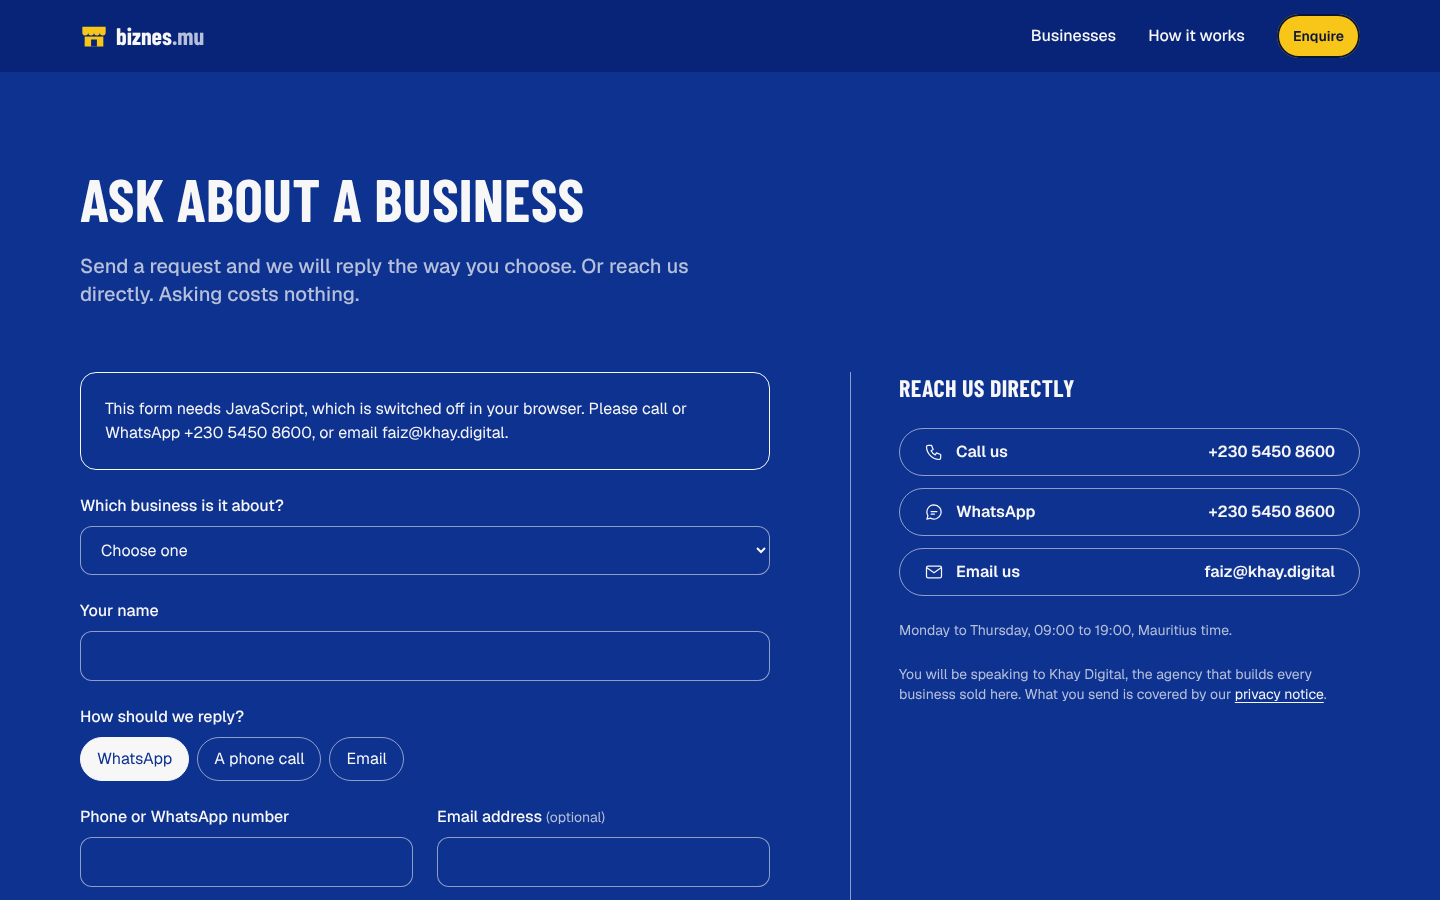 biznes.mu
Businesses
How it works
Enquire
ASK ABOUT A BUSINESS
Send a request and we will reply the way you choose. Or reach us
directly. Asking costs nothing.
This form needs JavaScript, which is switched off in your browser. Please call or
WhatsApp +230 5450 8600, or email faiz@khay.digital.
Which business is it about?
Choose one
Your name
How should we reply?
WhatsApp
A phone call
Email
Phone or WhatsApp number
Email address (optional)
REACH US DIRECTLY
Call us +230 5450 8600
WhatsApp +230 5450 8600
Email us faiz@khay.digital
Monday to Thursday, 09:00 to 19:00, Mauritius time.
You will be speaking to Khay Digital, the agency that builds every
business sold here. What you send is covered by our privacy notice.